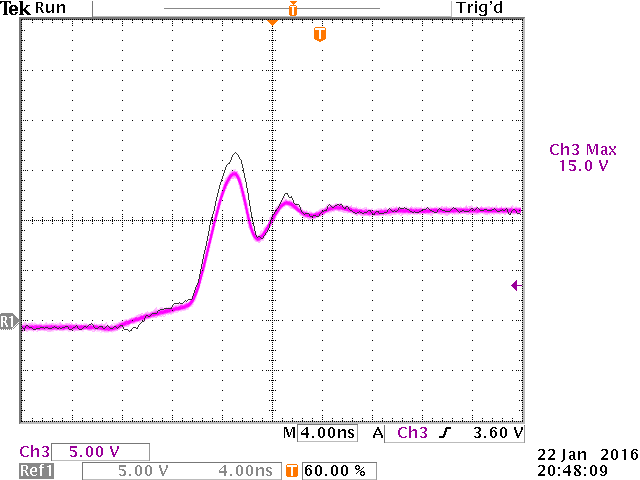 Tek Run Trig'd
T
T
Ch3 Max
15.0 V
R1
M 4.00ns A Ch3 3.60 V
Ch3 5.00 V
Ref1 5.00 V 4.00ns T 60.00 %
22 Jan 2016
20:48:09